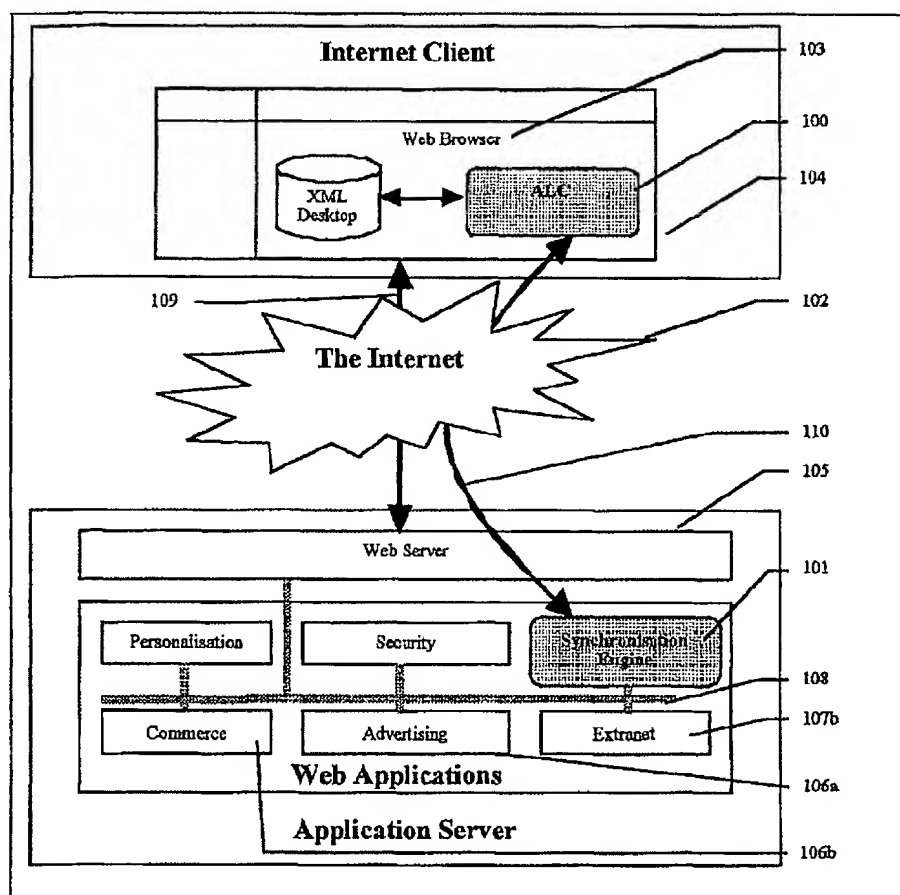 Internet Client
103
Web Browser
100
XML
Desktop
ALC
104
109
102
The Internet
110
105
Web Server
101
Personalisation
Security
Synchronisation
Engine
108
107b
Commerce
Advertising
Extranet
Web Applications
106a
Application Server
106b